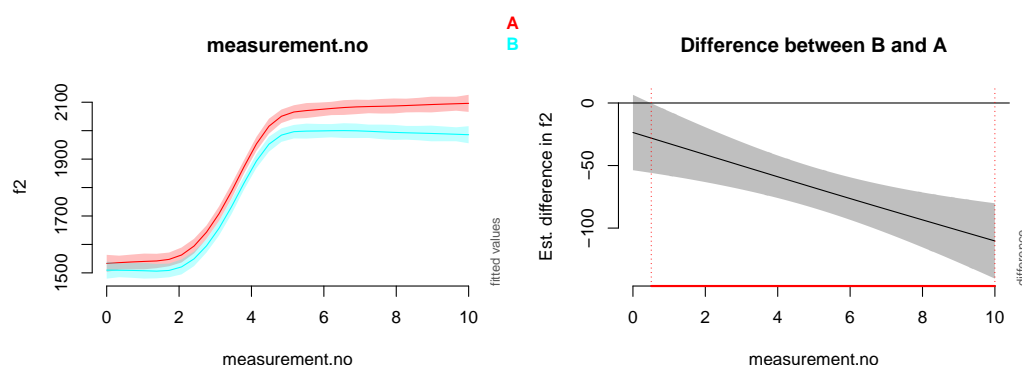 A
B
measurement.no
f2
2100
1900
1700
1500
0 2 4 6 8 10
measurement.no
fitted values
Difference between B and A
Est. difference in f2
0
−50
−100
0 2 4 6 8 10
measurement.no
difference